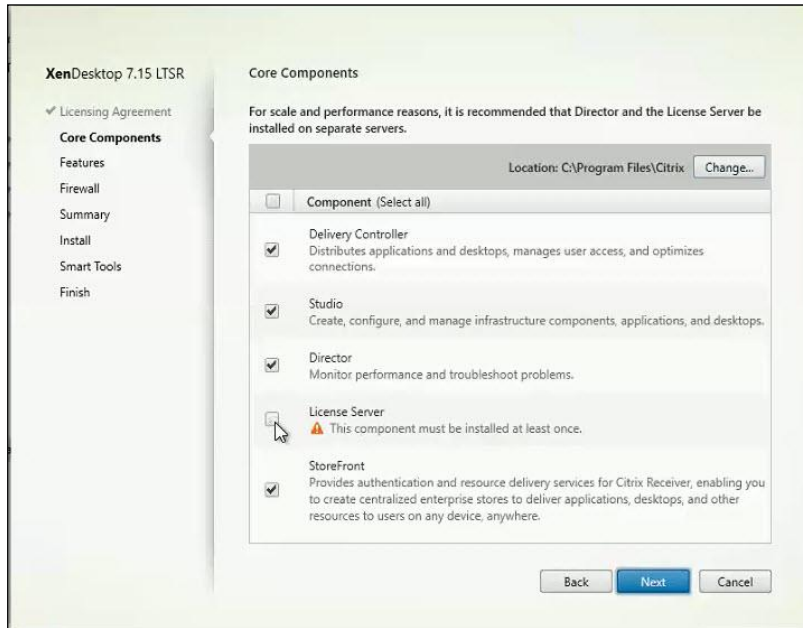 XenDesktop 7.15 LTSR
Licensing Agreement
Core Components
Features
Firewall
Summary
Install
Smart Tools
Finish
Core Components
For scale and performance reasons, it is recommended that Director and the License Server be
installed on separate servers.
Location: C:\Program Files\Citrix Change...
Component (Select all)
Delivery Controller
Distributes applications and desktops, manages user access, and optimizes
connections.
Studio
Create, configure, and manage infrastructure components, applications, and desktops.
Director
Monitor performance and troubleshoot problems.
License Server
This component must be installed at least once.
StoreFront
Provides authentication and resource delivery services for Citrix Receiver, enabling you
to create centralized enterprise stores to deliver applications, desktops, and other
resources to users on any device, anywhere.
Back Next Cancel